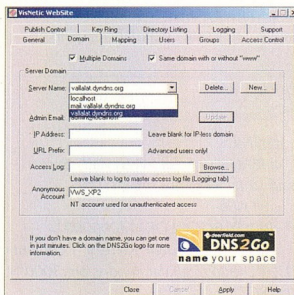 VisNetic WebSite
Publish Control Key Ring Directory Listing Logging Support
General Domain Mapping Users Groups Access Control
Multiple Domains Same domain with or without "www"
Server Domain
Server Name: vallalat.dyndns.org Delete... New...
localhost
mail.vallalat.dyndns.org
vallalat.dyndns.org
Admin Email: Update
IP Address: Leave blank for IP-less domain
URL Prefix: Advanced users only!
Access Log: Browse...
Leave blank to log to master access log file (Logging tab)
Anonymous Account VWS_XP2
NT account used for unauthenticated access
If you don't have a domain name, you can get one
in just minutes. Click on the DNS2Go logo for more
information.
deerfield.com
DNS2Go
name your space
Close Cancel Apply Help